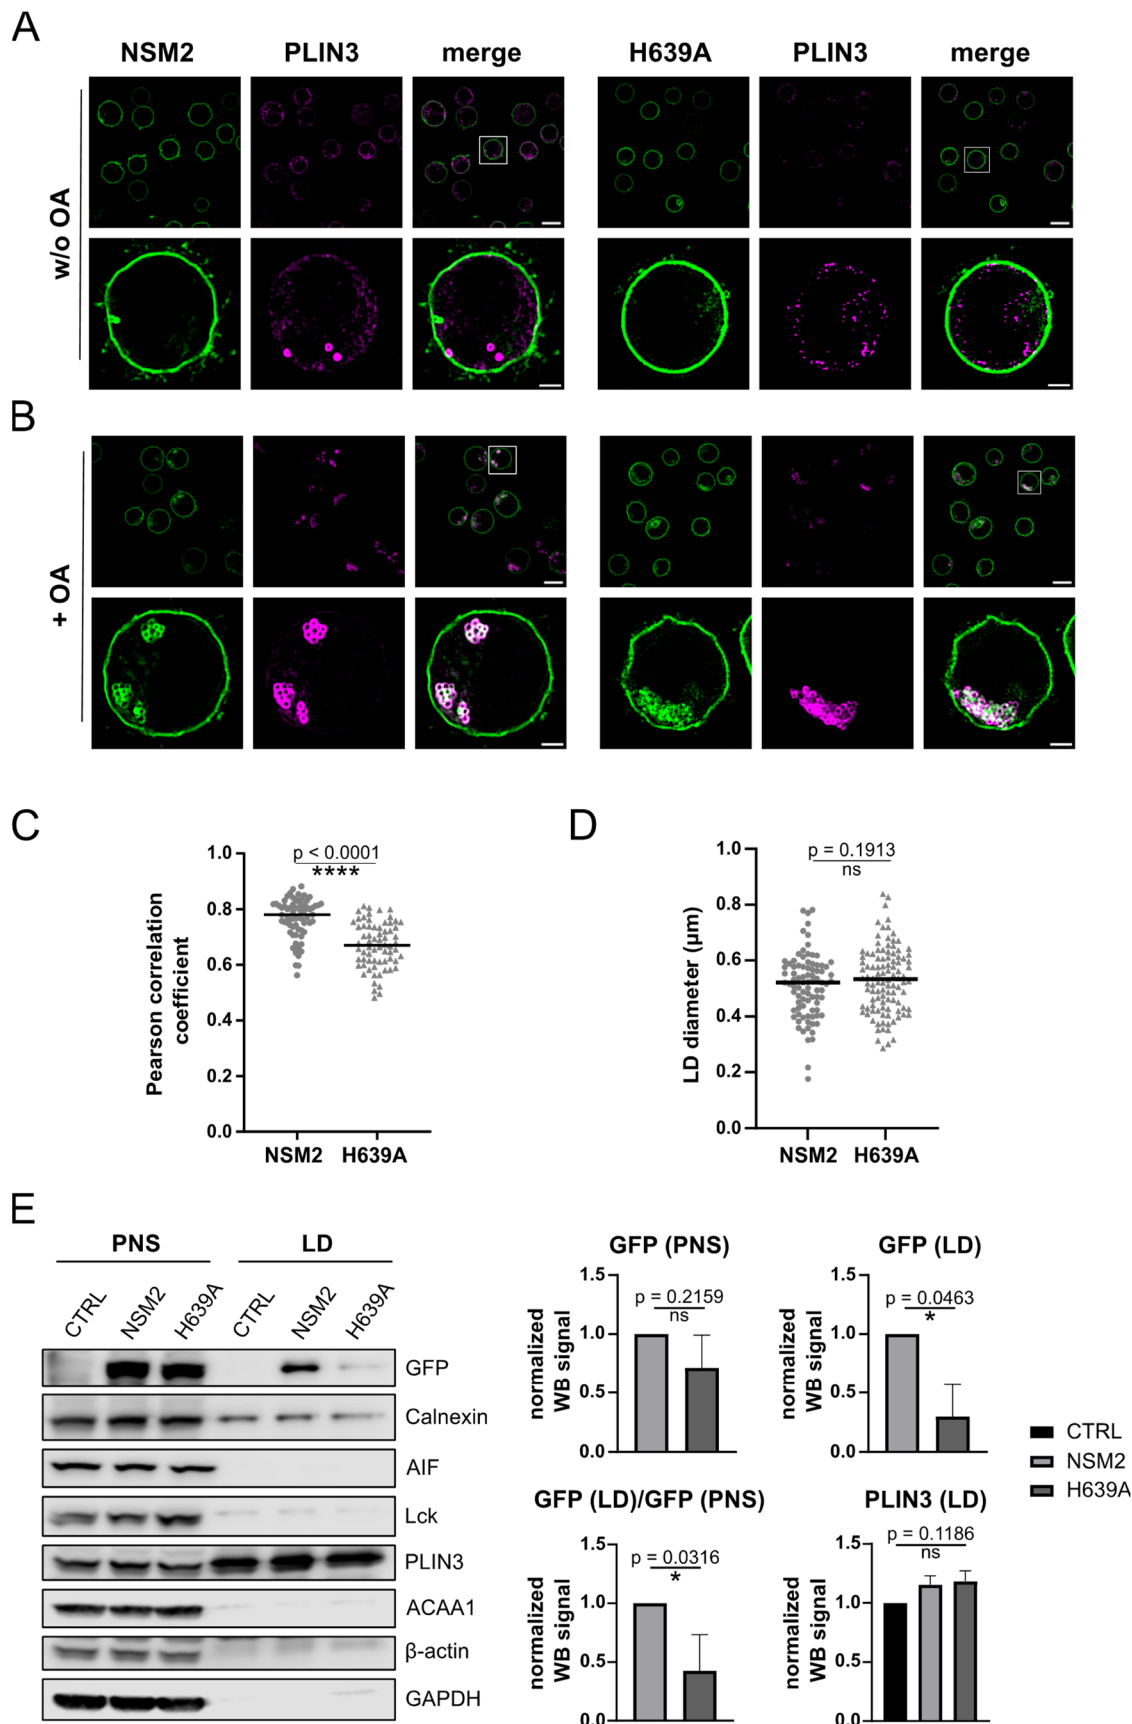 A
NSM2 PLIN3 merge H639A PLIN3 merge
w/o OA
B
+ OA
C
D
Pearson correlation
coefficient
1.0
0.8
0.6
0.4
0.2
0.0
p < 0.0001
****
NSM2 H639A
LD diameter (µm)
1.0
0.8
0.6
0.4
0.2
0.0
p = 0.1913
ns
NSM2 H639A
E
PNS LD
CTRL NSM2 H639A CTRL NSM2 H639A
GFP
Calnexin
AIF
Lck
PLIN3
ACAA1
β-actin
GAPDH
GFP (PNS)
normalized
WB signal
1.5
1.0
0.5
0.0
p = 0.2159
ns
GFP (LD)
normalized
WB signal
1.5
1.0
0.5
0.0
p = 0.0463
*
GFP (LD)/GFP (PNS)
normalized
WB signal
1.5
1.0
0.5
0.0
p = 0.0316
*
PLIN3 (LD)
normalized
WB signal
1.5
1.0
0.5
0.0
p = 0.1186
ns
CTRL
NSM2
H639A